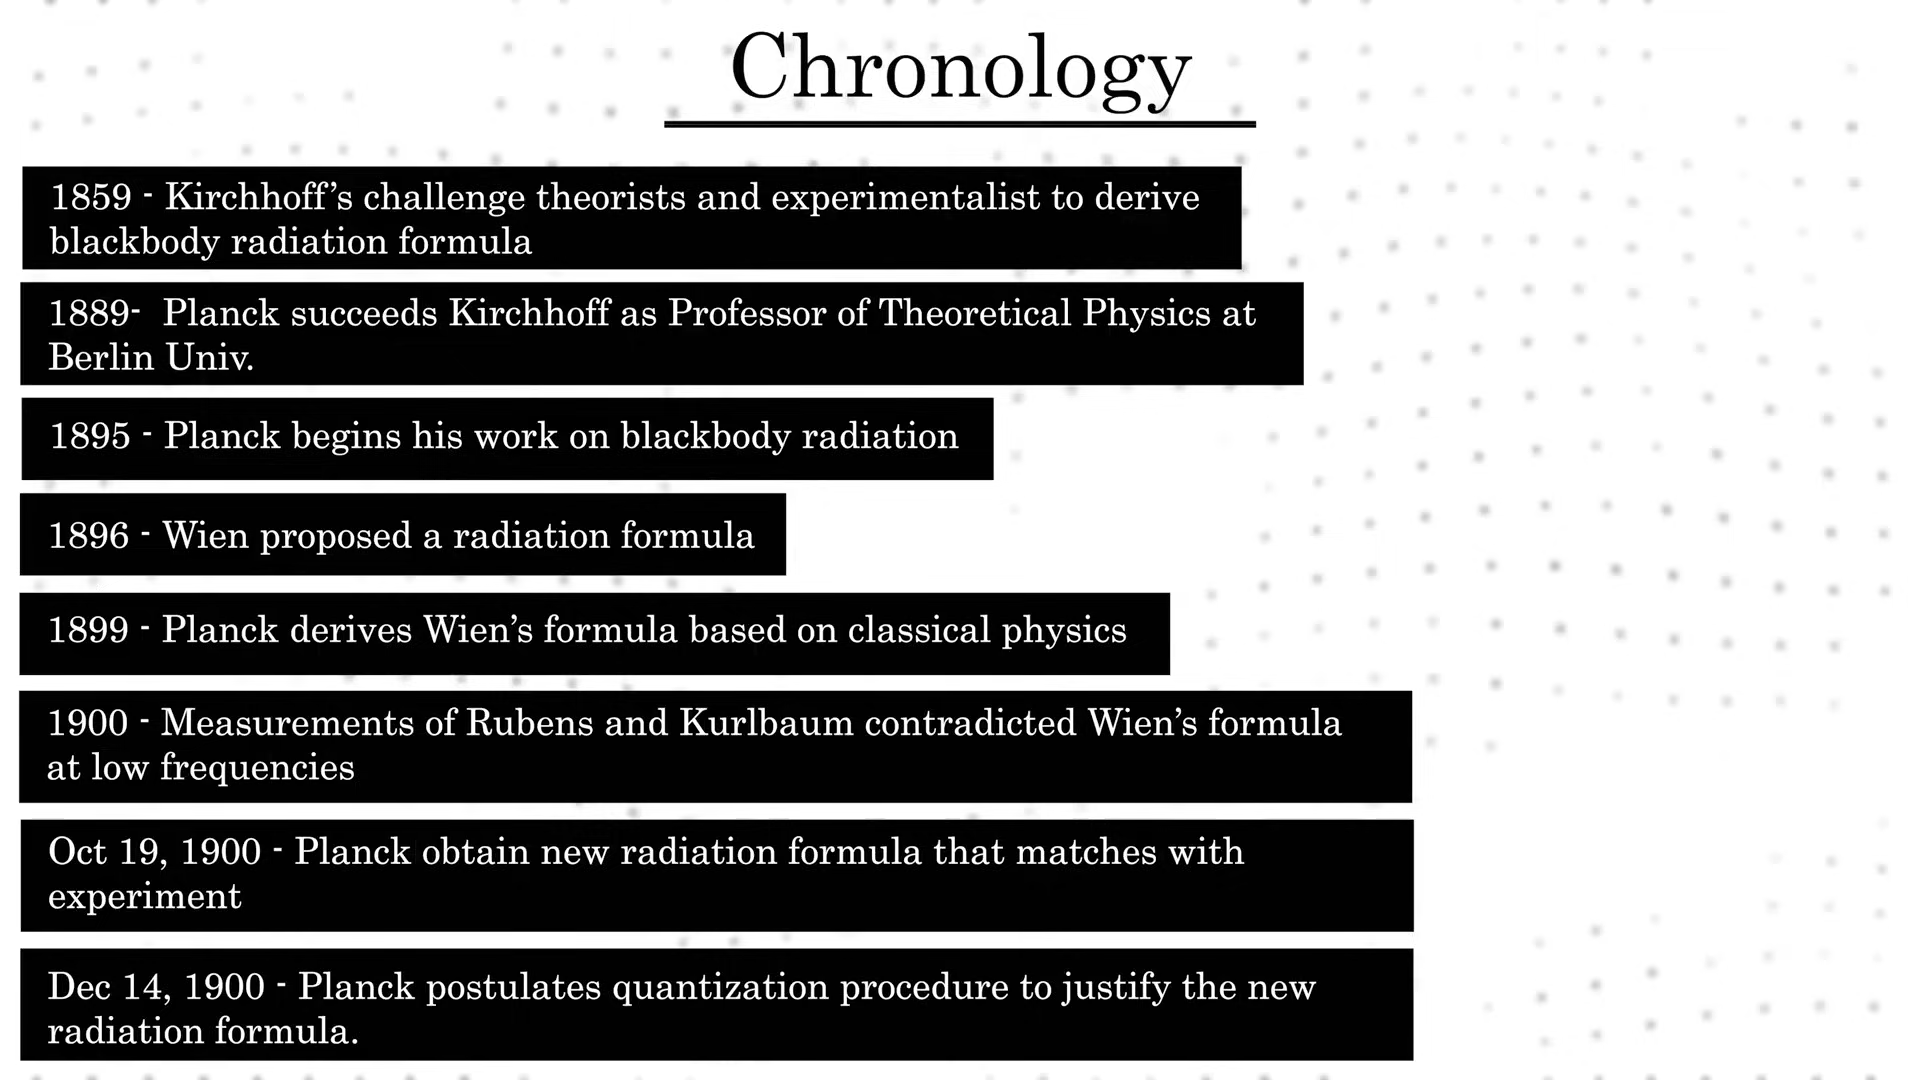 Chronology
1859 - Kirchhoff’s challenge theorists and experimentalist to derive
blackbody radiation formula
1889-  Planck succeeds Kirchhoff as Professor of Theoretical Physics at
Berlin Univ.
1895 - Planck begins his work on blackbody radiation
1896 - Wien proposed a radiation formula
1899 - Planck derives Wien’s formula based on classical physics
1900 - Measurements of Rubens and Kurlbaum contradicted Wien’s formula
at low frequencies
Oct 19, 1900 - Planck obtain new radiation formula that matches with
experiment
Dec 14, 1900 - Planck postulates quantization procedure to justify the new
radiation formula.